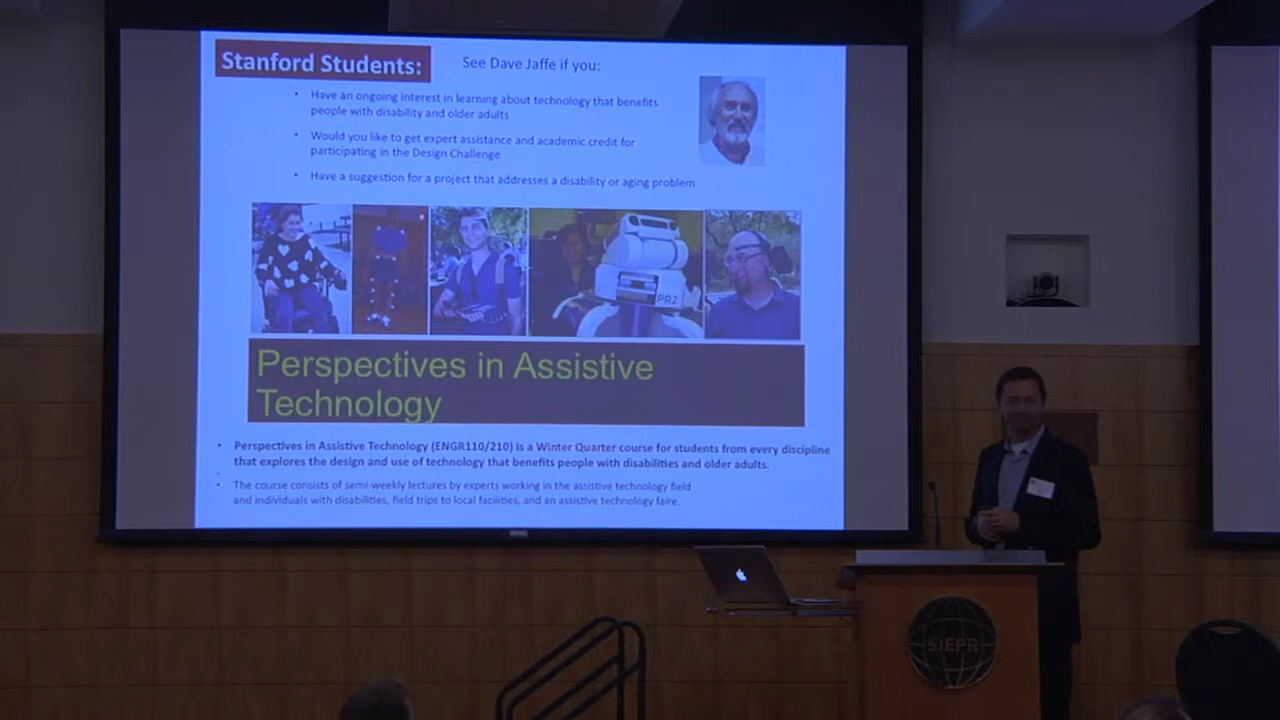 Stanford Students:
See Dave Jaffe if you:
• Have an ongoing interest in learning about technology that benefits
people with disability and older adults
• Would you like to get expert assistance and academic credit for
participating in the Design Challenge
• Have a suggestion for a project that addresses a disability or aging problem
PR2
Perspectives in Assistive
Technology
• Perspectives in Assistive Technology (ENGR110/210) is a Winter Quarter course for students from every discipline
that explores the design and use of technology that benefits people with disabilities and older adults.
• The course consists of semi-weekly lectures by experts working in the assistive technology field
and individuals with disabilities, field trips to local facilities, and an assistive technology faire.
SIEPR